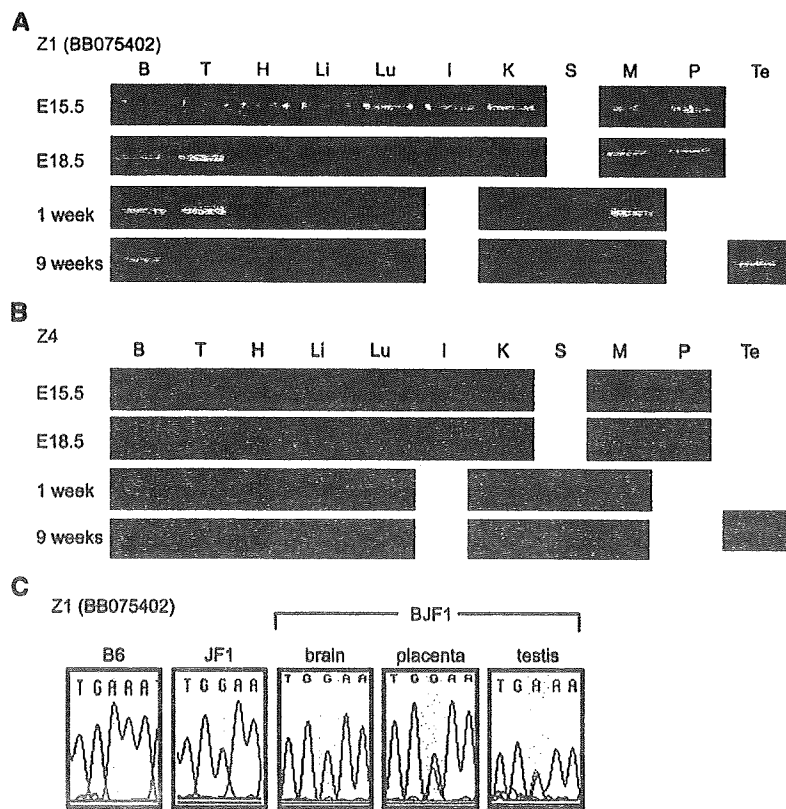 A
Z1 (BB075402)
B T H Li Lu I K S M P Te
E15.5
E18.5
1 week
9 weeks
B
Z4
B T H Li Lu I K S M P Te
E15.5
E18.5
1 week
9 weeks
C
Z1 (BB075402)
BJF1
B6 JF1 brain placenta testis
T G A A A T G G A A T G G A A T G G A A T G A A A